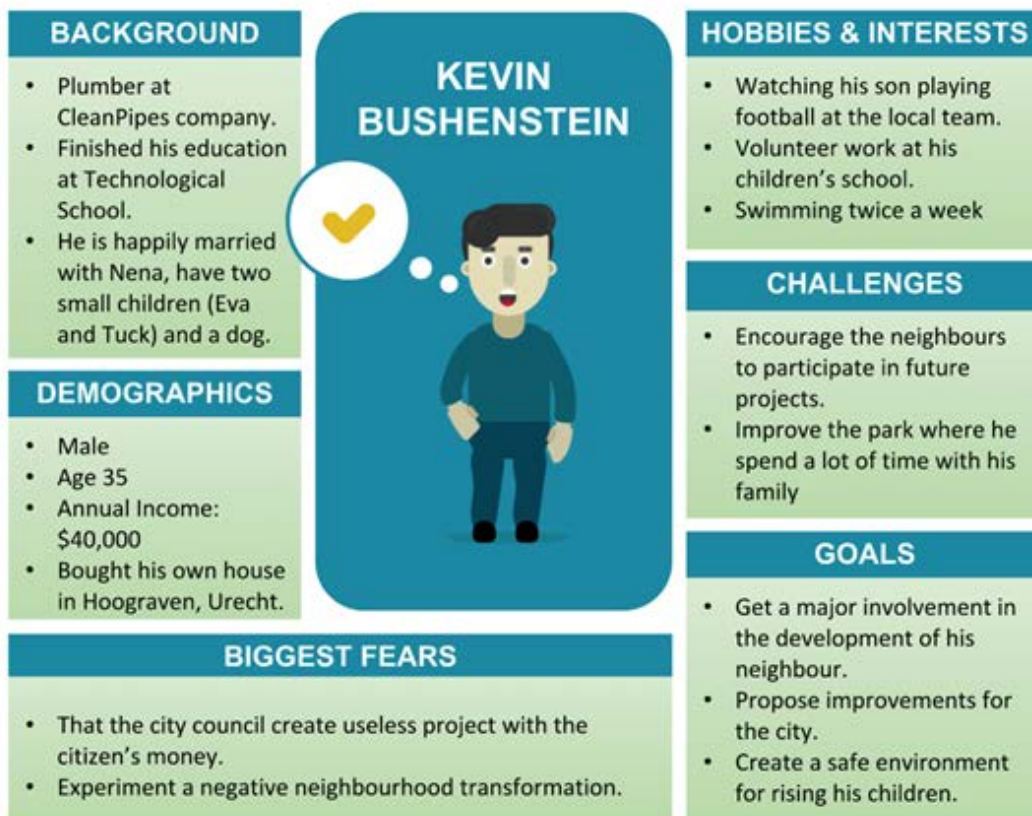 BACKGROUND
• Plumber at
CleanPipes company.
• Finished his education
at Technological
School.
• He is happily married
with Nena, have two
small children (Eva
and Tuck) and a dog.
DEMOGRAPHICS
• Male
• Age 35
• Annual Income:
$40,000
• Bought his own house
in Hoograven, Urecht.
KEVIN
BUSHENSTEIN
HOBBIES & INTERESTS
• Watching his son playing
football at the local team.
• Volunteer work at his
children’s school.
• Swimming twice a week
CHALLENGES
• Encourage the neighbours
to participate in future
projects.
• Improve the park where he
spend a lot of time with his
family
GOALS
• Get a major involvement in
the development of his
neighbour.
• Propose improvements for
the city.
• Create a safe environment
for rising his children.
BIGGEST FEARS
• That the city council create useless project with the
citizen’s money.
• Experiment a negative neighbourhood transformation.